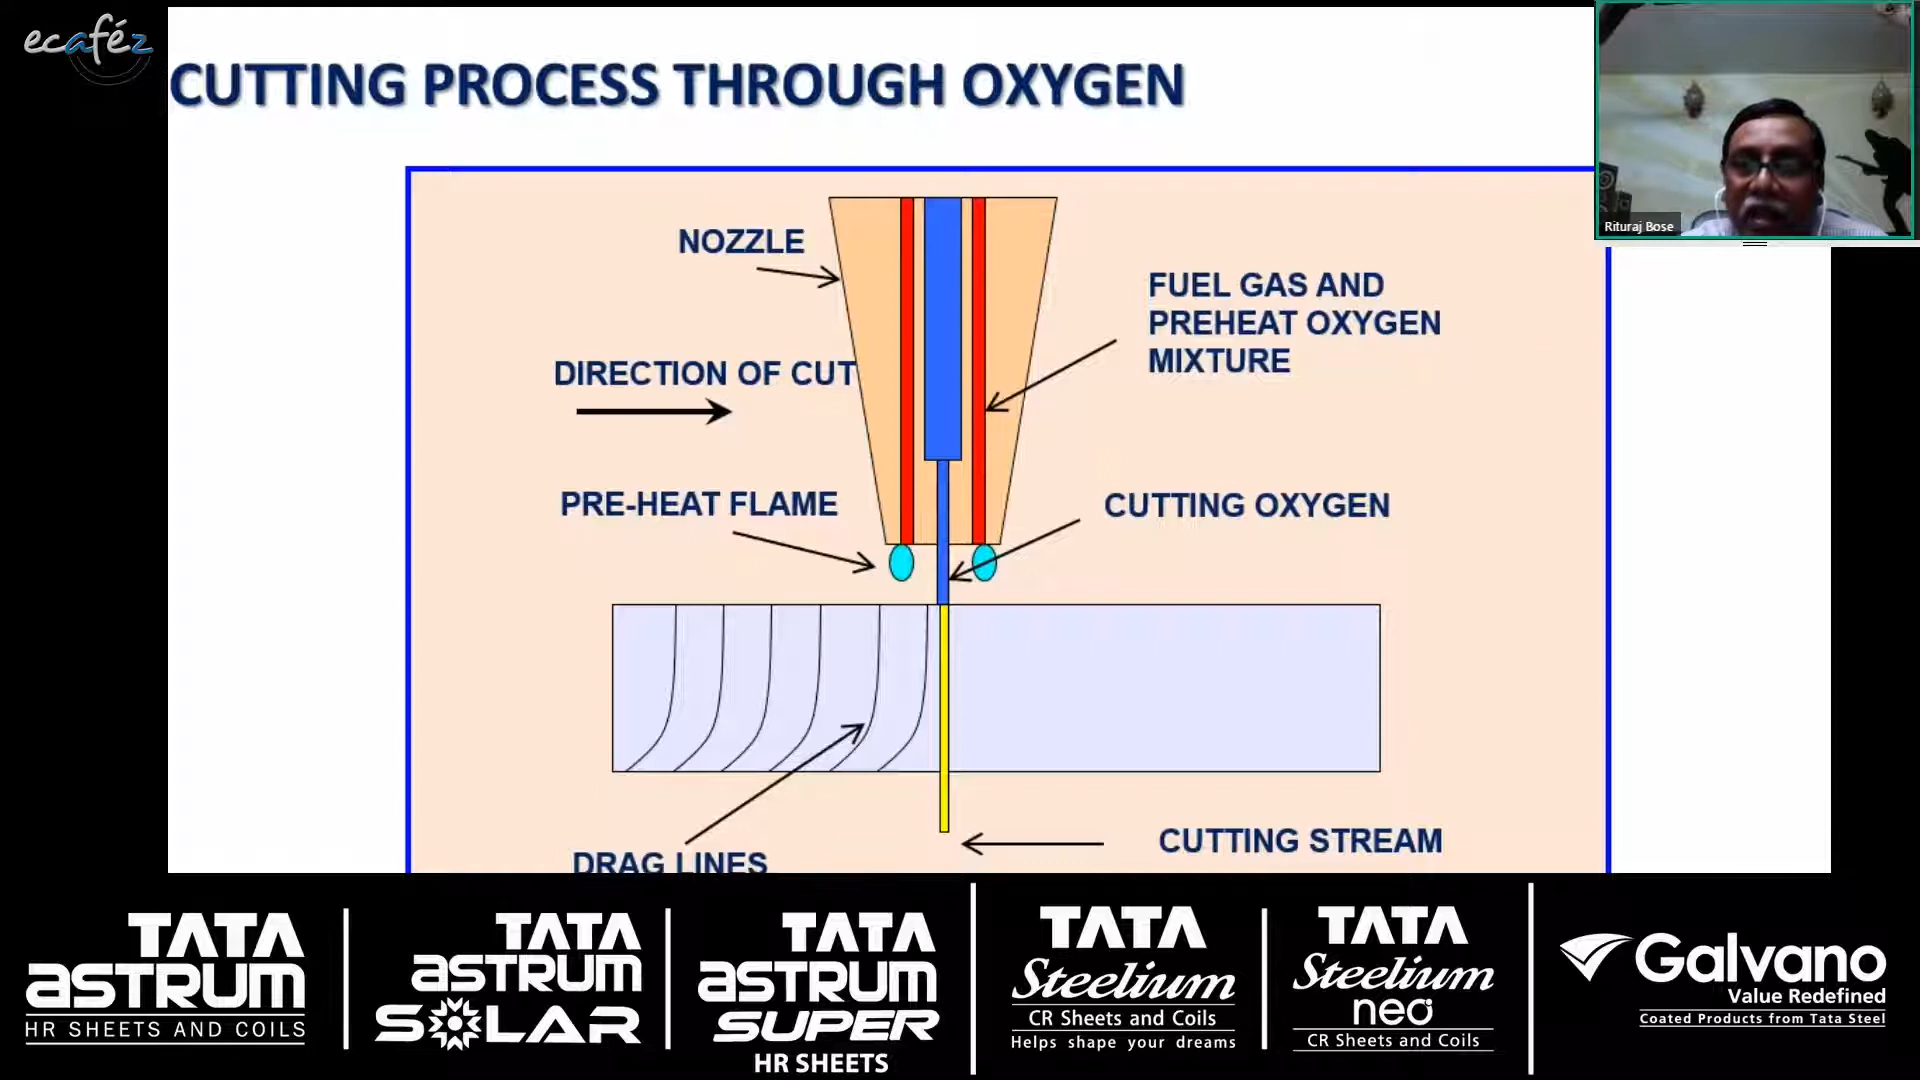 ecaféz
CUTTING PROCESS THROUGH OXYGEN
Rituraj Bose
NOZZLE
FUEL GAS AND
PREHEAT OXYGEN
MIXTURE
DIRECTION OF CUT
PRE-HEAT FLAME
CUTTING OXYGEN
CUTTING STREAM
DRAG LINES
TATA
ASTRUM
HR SHEETS AND COILS
TATA
ASTRUM
SOLAR
TATA
ASTRUM
SUPER
HR SHEETS
TATA
Steelium
CR Sheets and Coils
Helps shape your dreams
TATA
Steelium
neo
CR Sheets and Coils
Galvano
Value Redefined
Coated Products from Tata Steel